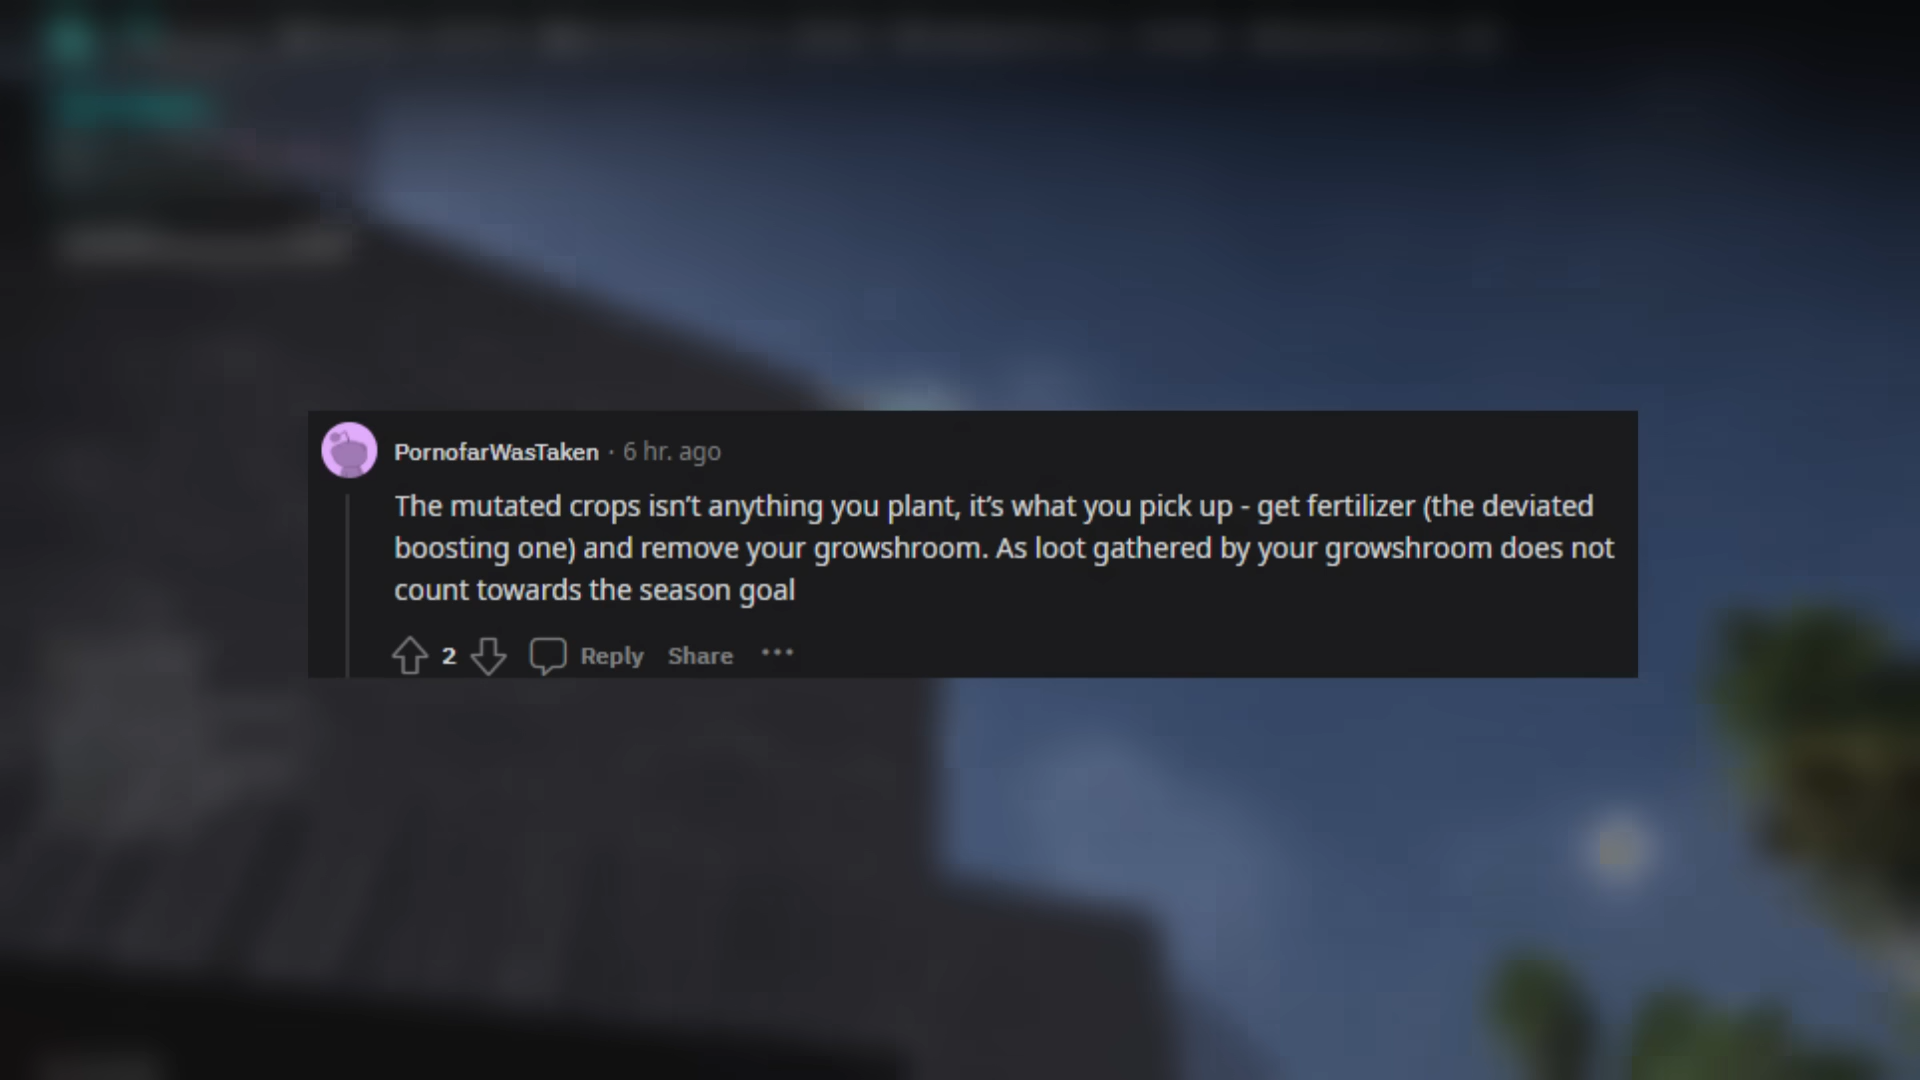 PornofarWasTaken · 6 hr. ago
The mutated crops isn’t anything you plant, it’s what you pick up - get fertilizer (the deviated
boosting one) and remove your growshroom. As loot gathered by your growshroom does not
count towards the season goal
2 Reply Share •••